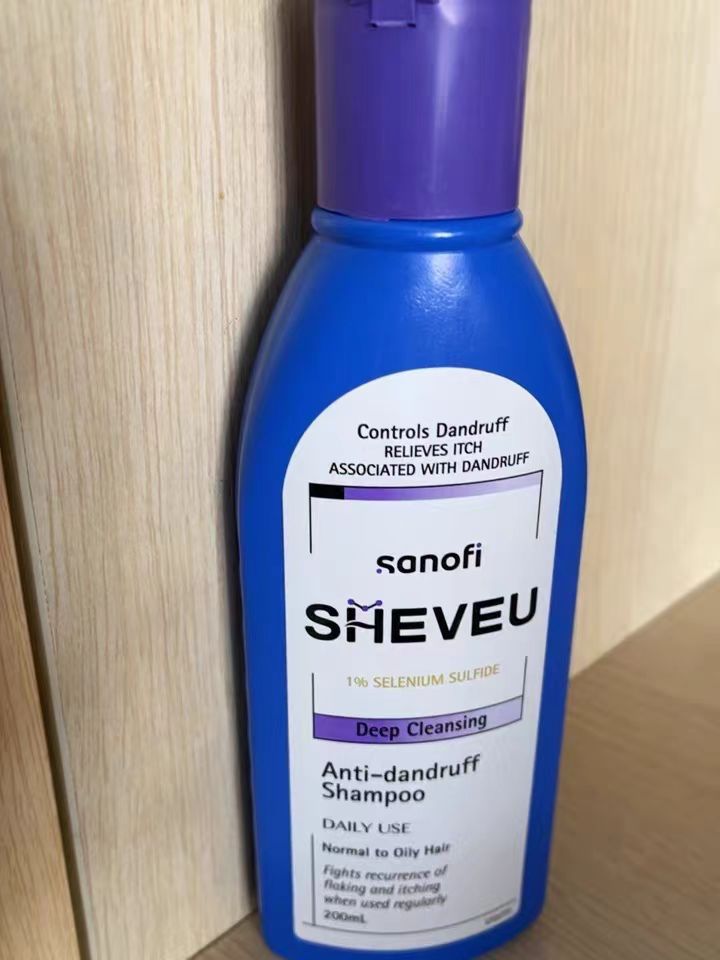 Controls Dandruff
RELIEVES ITCH
ASSOCIATED WITH DANDRUFF
sanofi
SHEVEU
1% SELENIUM SULFIDE
Deep Cleansing
Anti-dandruff
Shampoo
DAILY USE
Normal to Oily Hair
Fights recurrence of
flaking and itching
when used regularly
200mL